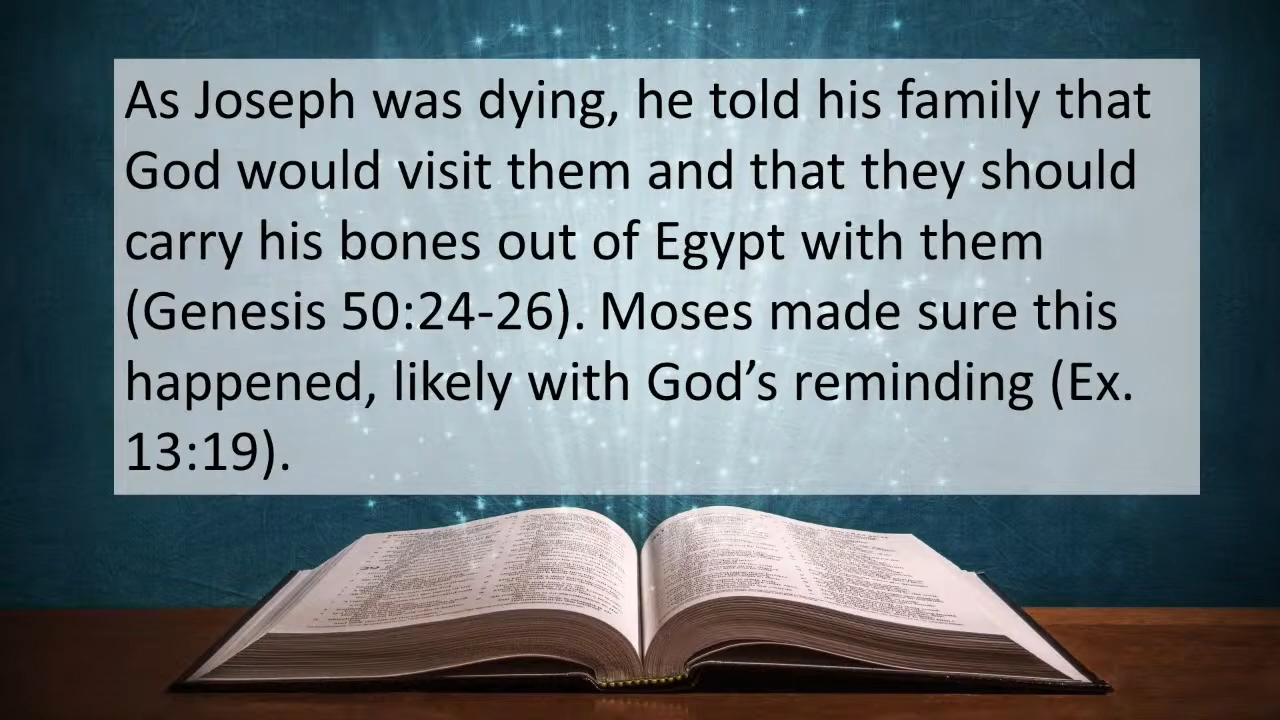 As Joseph was dying, he told his family that
God would visit them and that they should
carry his bones out of Egypt with them
(Genesis 50:24-26). Moses made sure this
happened, likely with God’s reminding (Ex.
13:19).